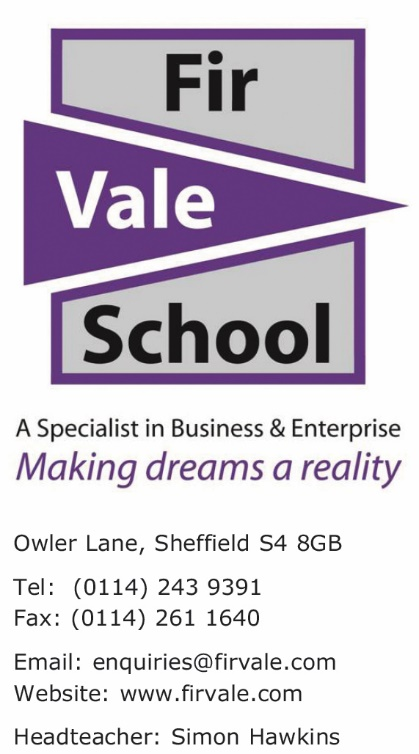 Fir
Vale
School
A Specialist in Business & Enterprise
Making dreams a reality
Owler Lane, Sheffield S4 8GB
Tel: (0114) 243 9391
Fax: (0114) 261 1640
Email: enquiries@firvale.com
Website: www.firvale.com
Headteacher: Simon Hawkins